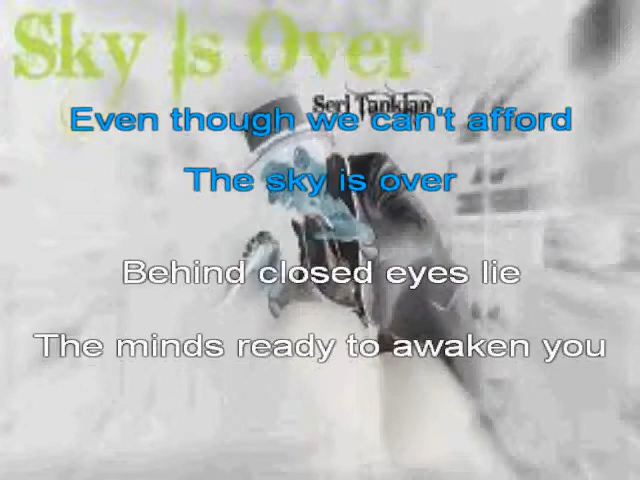 Sky Is Over
Serj Tankian
Even though we can't afford
The sky is over
Behind closed eyes lie
The minds ready to awaken you